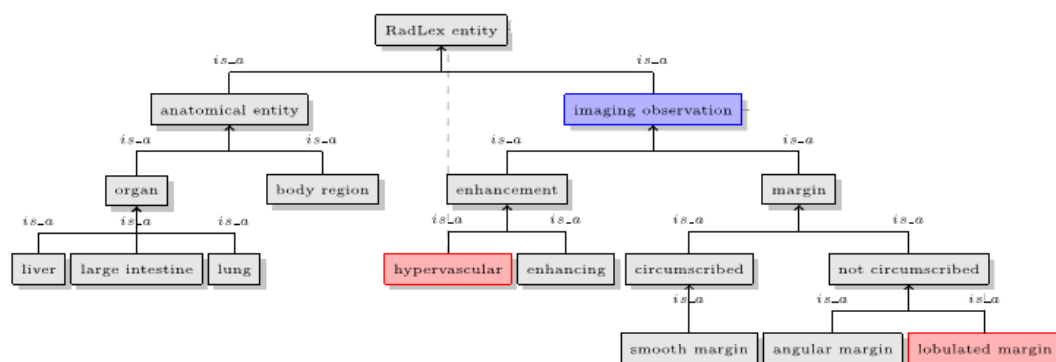 RadLex entity
is_a
is_a
anatomical entity
imaging observation
is_a
is_a
is_a
is_a
organ
body region
enhancement
margin
is_a
is_a
is_a
is_a
is_a
is_a
is_a
liver
large intestine
lung
hypervascular
enhancing
circumscribed
not circumscribed
is_a
is_a
is_a
smooth margin
angular margin
lobulated margin